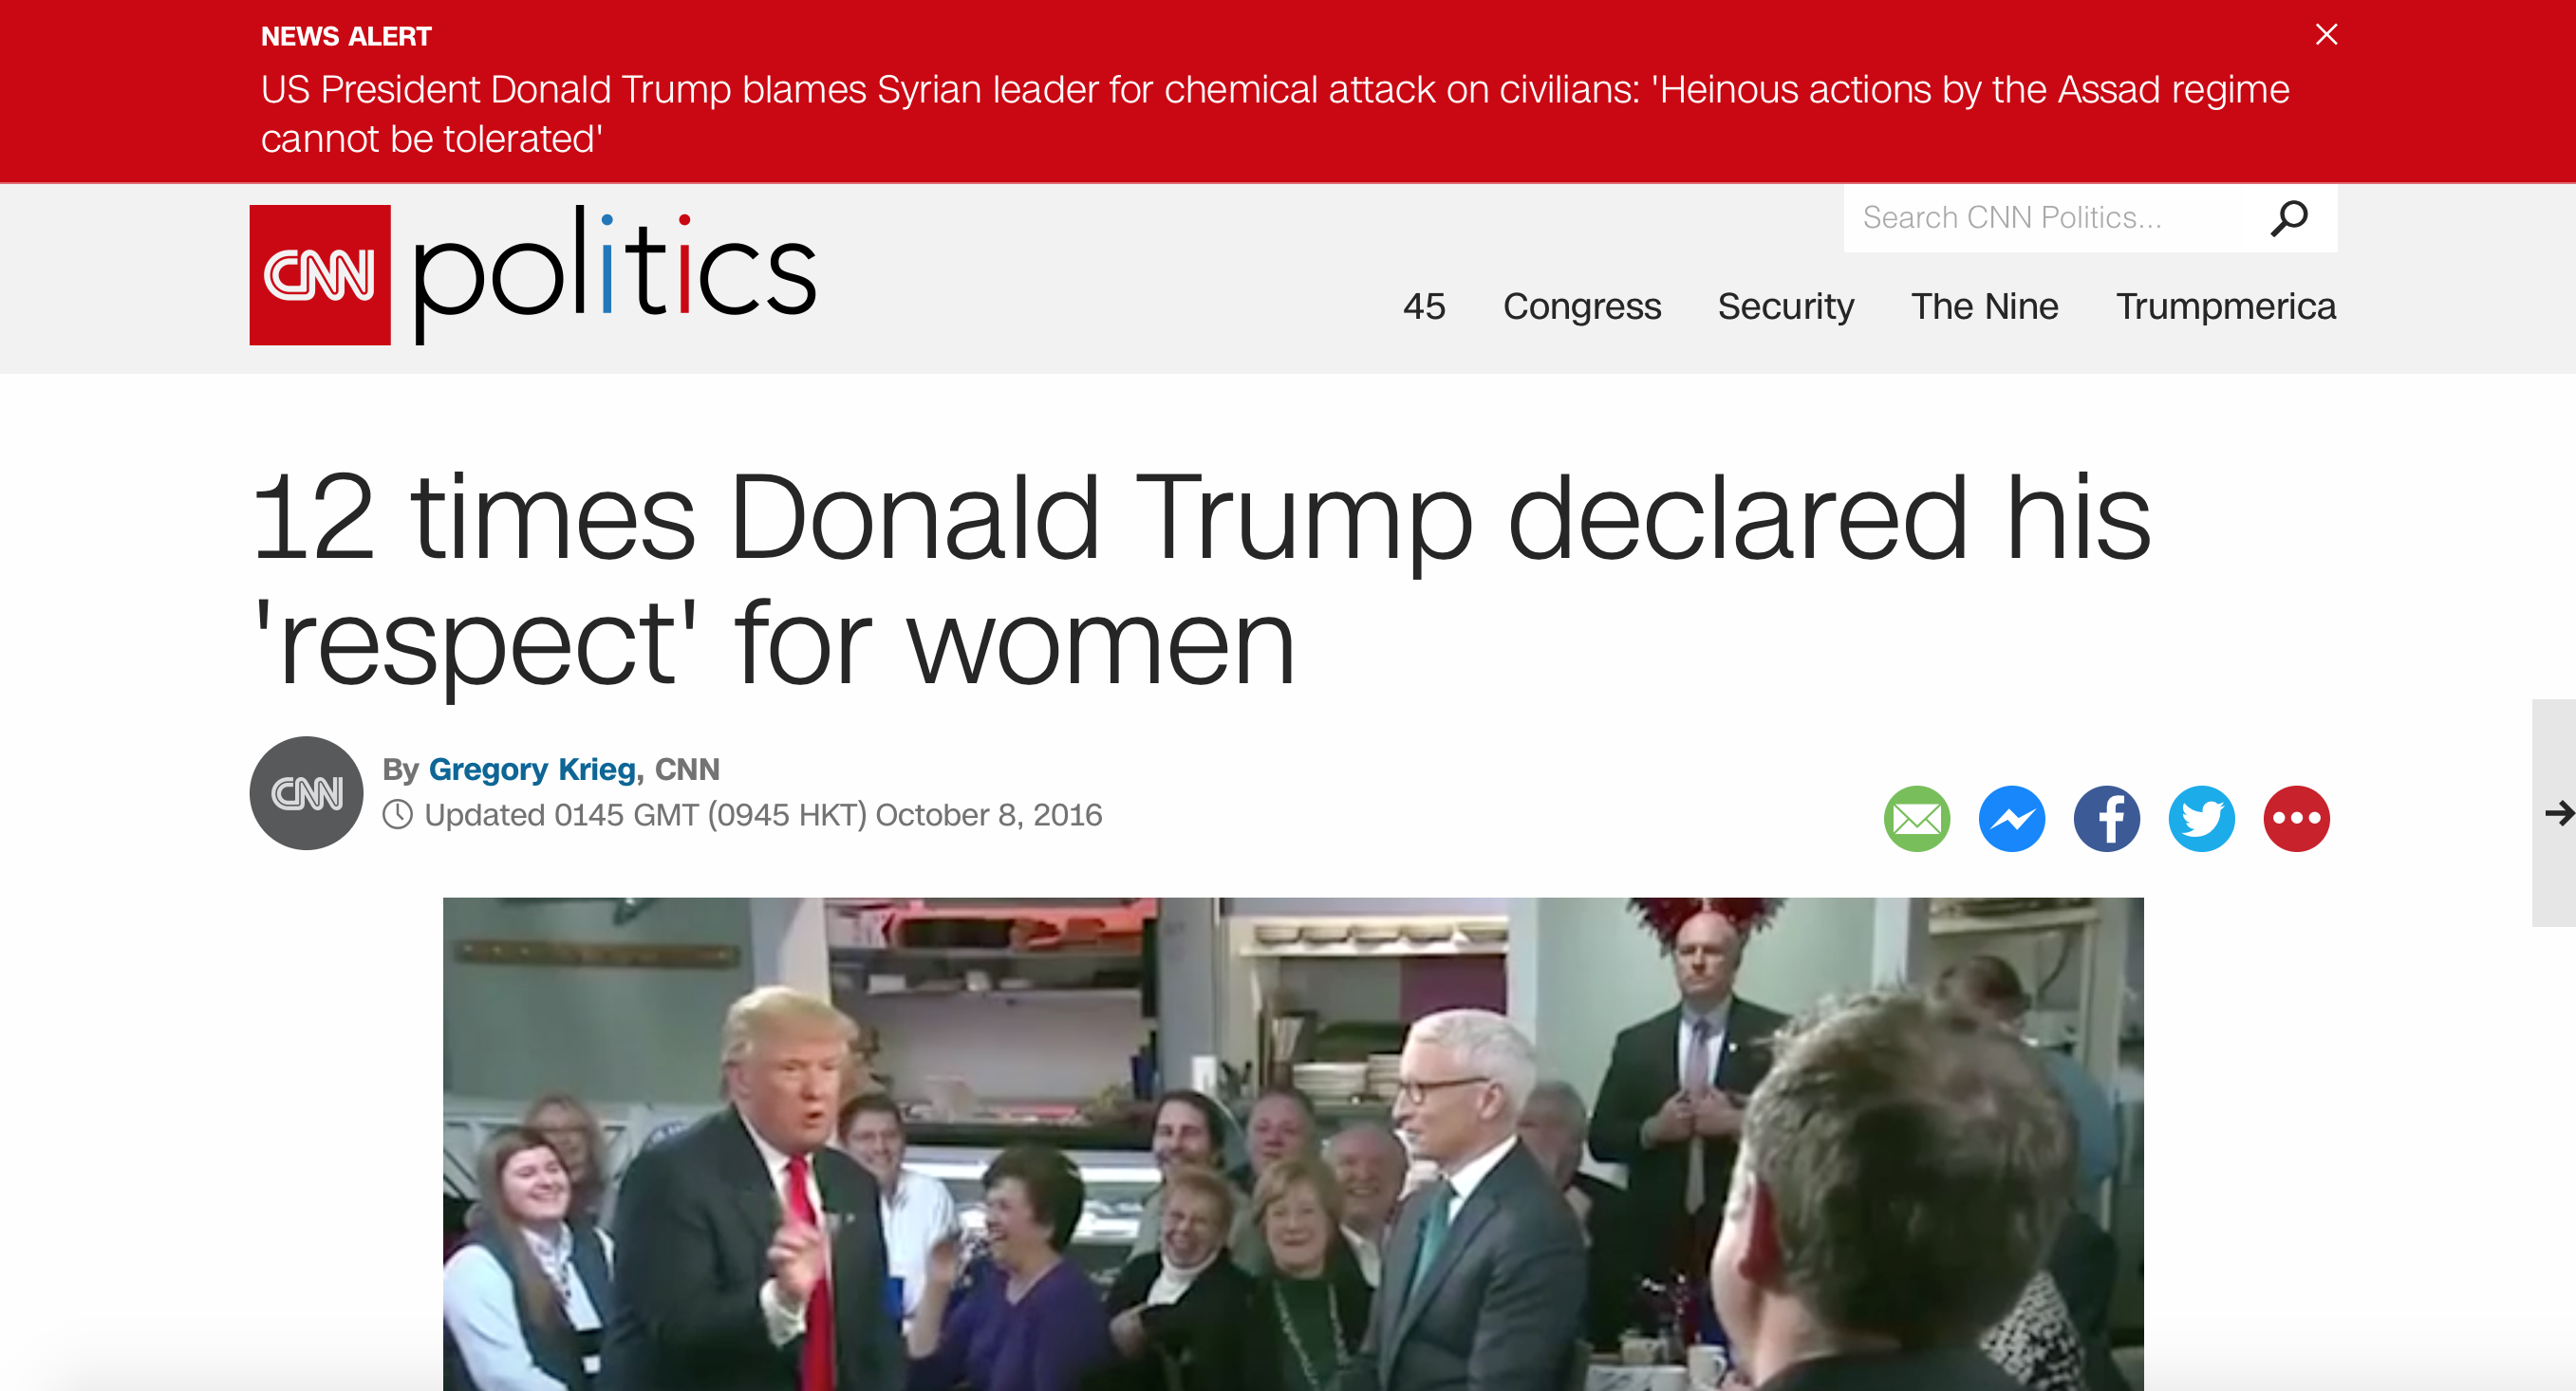 NEWS ALERT
US President Donald Trump blames Syrian leader for chemical attack on civilians: 'Heinous actions by the Assad regime
cannot be tolerated'
CNN politics
Search CNN Politics...
45 Congress Security The Nine Trumpmerica
12 times Donald Trump declared his
'respect' for women
CNN
By Gregory Krieg, CNN
Updated 0145 GMT (0945 HKT) October 8, 2016